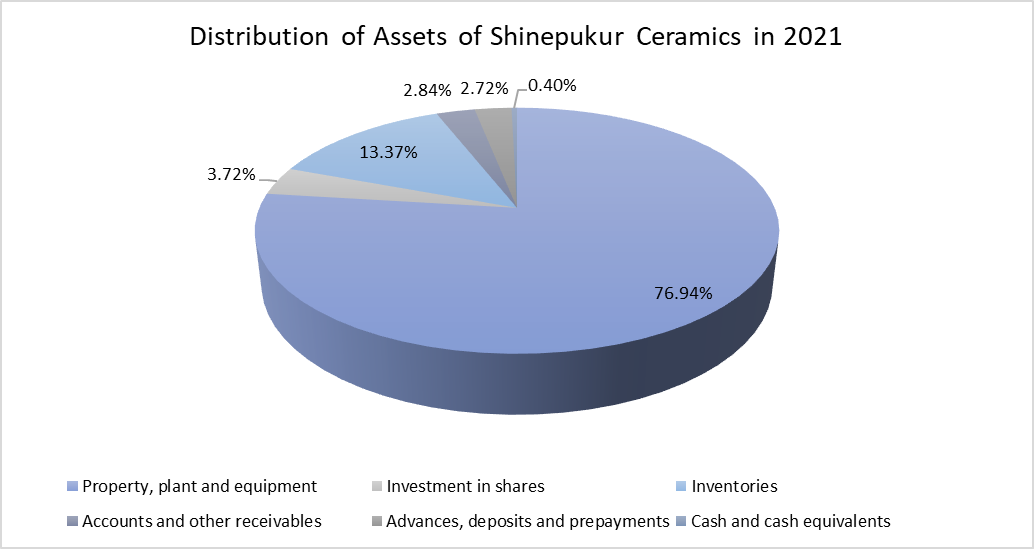 Distribution of Assets of Shinepukur Ceramics in 2021
2.84%
2.72%
0.40%
13.37%
3.72%
76.94%
Property, plant and equipment
Investment in shares
Inventories
Accounts and other receivables
Advances, deposits and prepayments
Cash and cash equivalents